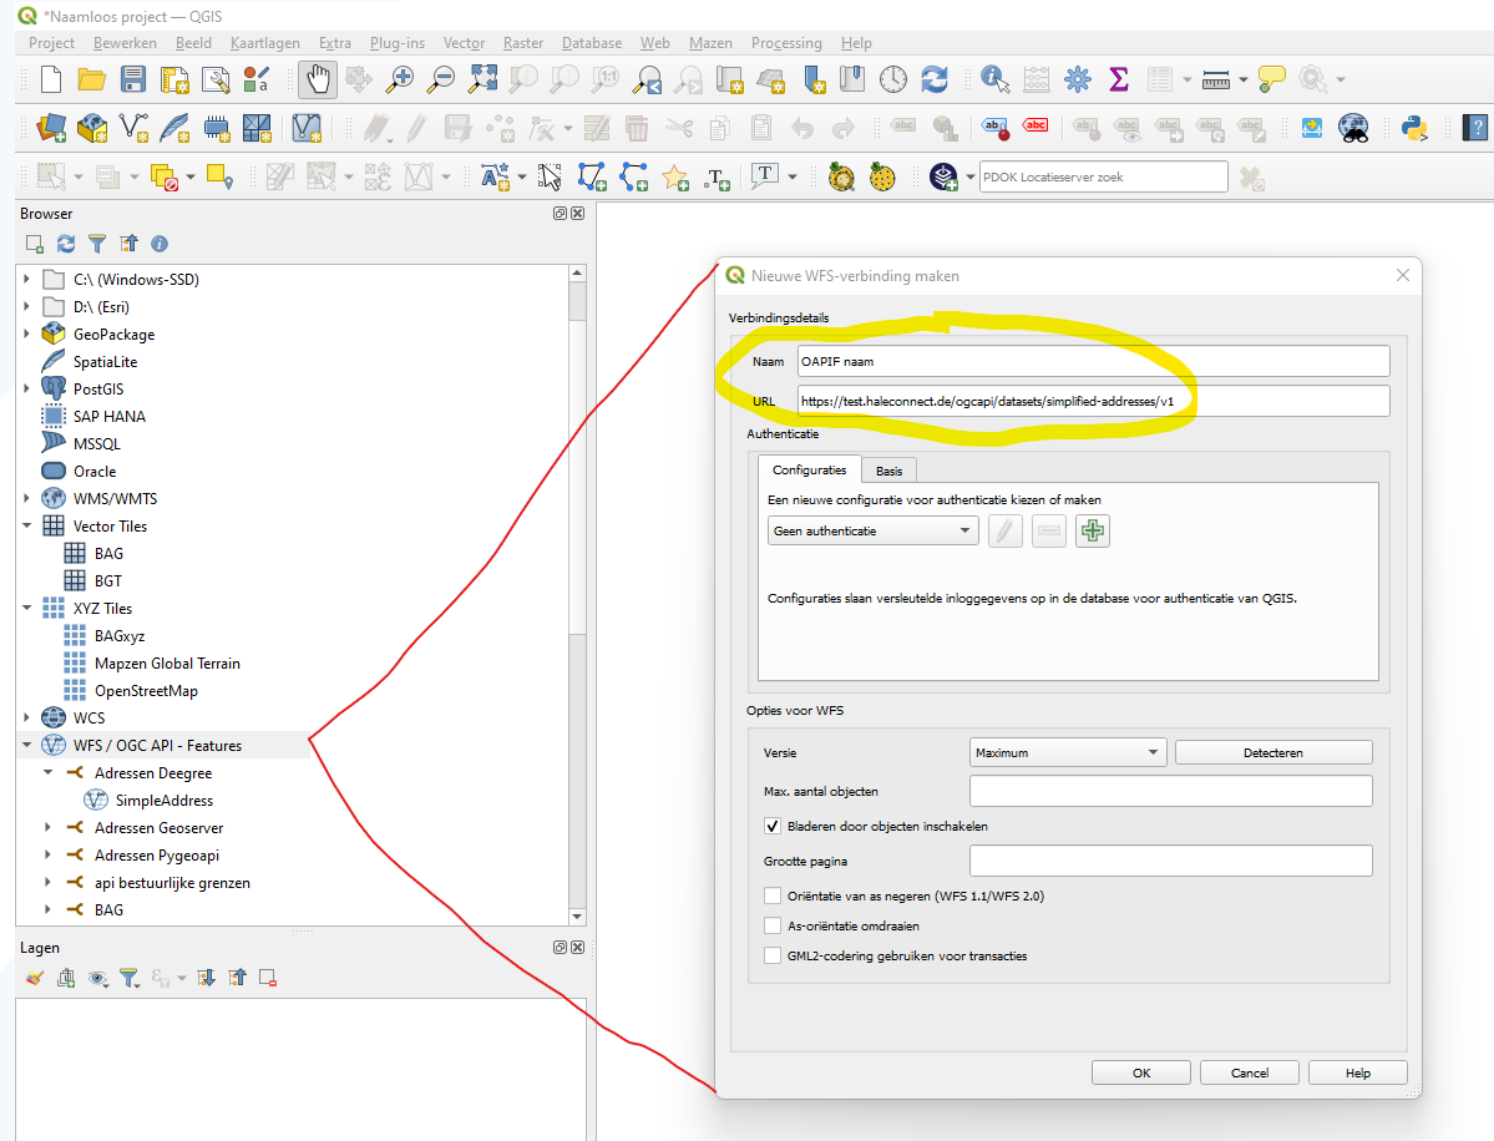 *Naamloos project — QGIS
Project Bewerken Beeld Kaartlagen Extra Plug-ins Vector Raster Database Web Mazen Processing Help
PDOK Locatieserver zoek
Browser
C:\ (Windows-SSD)
D:\ (Esri)
GeoPackage
SpatiaLite
PostGIS
SAP HANA
MSSQL
Oracle
WMS/WMTS
Vector Tiles
BAG
BGT
XYZ Tiles
BAGxyz
Mapzen Global Terrain
OpenStreetMap
WCS
WFS / OGC API - Features
Adressen Deegree
SimpleAddress
Adressen Geoserver
Adressen Pygeoapi
api bestuurlijke grenzen
BAG
Lagen
Nieuwe WFS-verbinding maken
Verbindingsdetails
Naam OAPIF naam
URL https://test.haleconnect.de/ogcapi/datasets/simplified-addresses/v1
Authenticatie
Configuraties Basis
Een nieuwe configuratie voor authenticatie kiezen of maken
Geen authenticatie
Configuraties slaan versleutelde inloggegevens op in de database voor authenticatie van QGIS.
Opties voor WFS
Versie Maximum Detecteren
Max. aantal objecten
Bladeren door objecten inschakelen
Grootte pagina
Oriëntatie van as negeren (WFS 1.1/WFS 2.0)
As-oriëntatie omdraaien
GML2-codering gebruiken voor transacties
OK Cancel Help